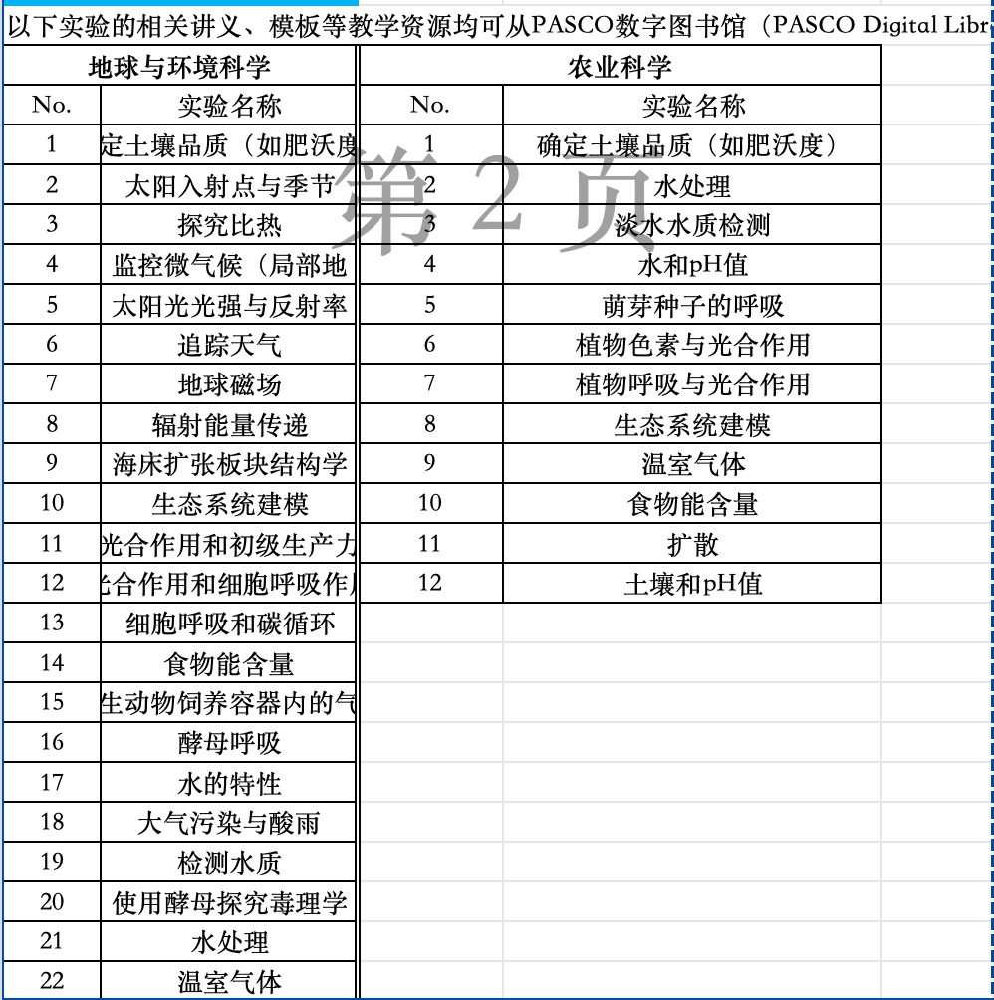 以下实验的相关讲义、模板等教学资源均可从PASCO数字图书馆（PASCO Digital Libr
地球与环境科学 农业科学
No. 实验名称 No. 实验名称
1 定土壤品质（如肥沃度 1 确定土壤品质（如肥沃度）
2 太阳入射点与季节 2 水处理
第 2 页
3 探究比热 3 淡水水质检测
4 监控微气候（局部地 4 水和pH值
5 太阳光光强与反射率 5 萌芽种子的呼吸
6 追踪天气 6 植物色素与光合作用
7 地球磁场 7 植物呼吸与光合作用
8 辐射能量传递 8 生态系统建模
9 海床扩张板块结构学 9 温室气体
10 生态系统建模 10 食物能含量
11 光合作用和初级生产力 11 扩散
12 合作用和细胞呼吸作 12 土壤和pH值
13 细胞呼吸和碳循环
14 食物能含量
15 生动物饲养容器内的气
16 酵母呼吸
17 水的特性
18 大气污染与酸雨
19 检测水质
20 使用酵母探究毒理学
21 水处理
22 温室气体